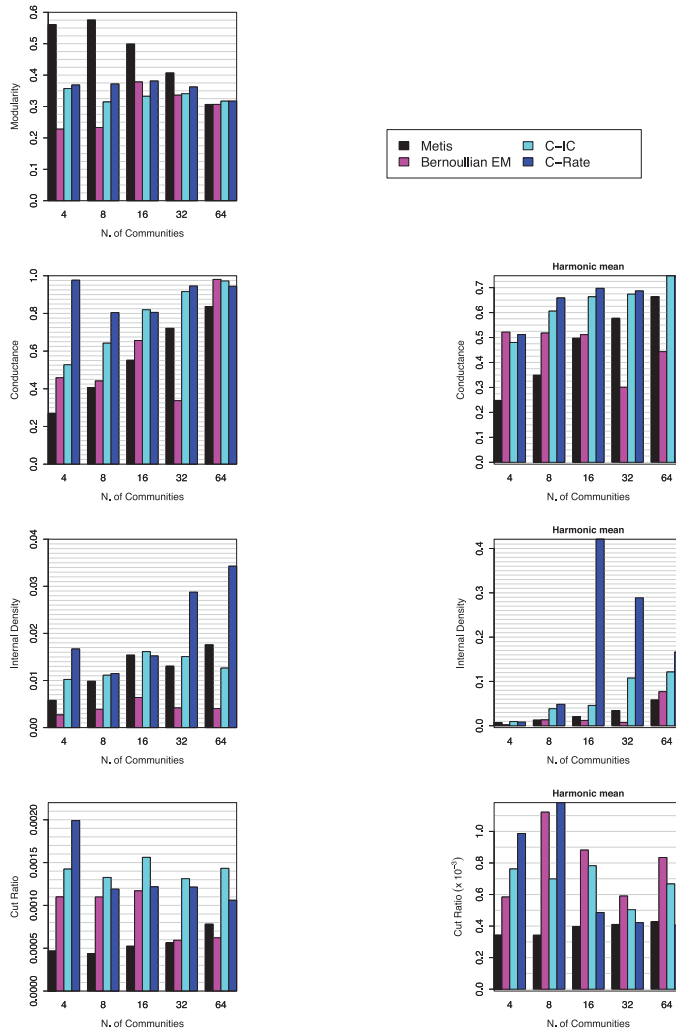 0.0 0.1 0.2 0.3 0.4 0.5 0.6
Modularity
4 8 16 32 64
N. of Communities
Metis
Bernoullian EM
C-IC
C-Rate
0.0 0.2 0.4 0.6 0.8 1.0
Conductance
4 8 16 32 64
N. of Communities
Harmonic mean
0.0 0.1 0.2 0.3 0.4 0.5 0.6 0.7
Conductance
4 8 16 32 64
N. of Communities
0.00 0.01 0.02 0.03 0.04
Internal Density
4 8 16 32 64
N. of Communities
Harmonic mean
0.0 0.1 0.2 0.3 0.4
Internal Density
4 8 16 32 64
N. of Communities
0.0000 0.0005 0.0010 0.0015 0.0020
Cut Ratio
4 8 16 32 64
N. of Communities
Harmonic mean
0.0 0.2 0.4 0.6 0.8 1.0
Cut Ratio (x 10⁻³)
4 8 16 32 64
N. of Communities